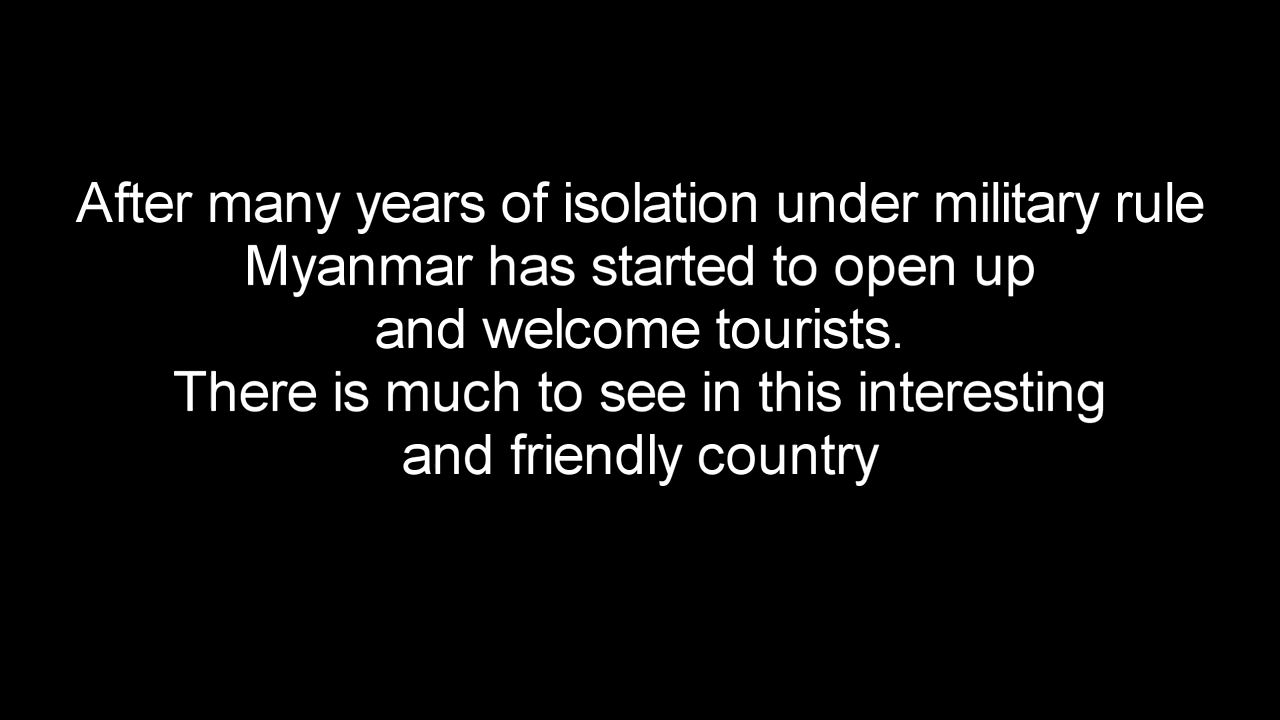 After many years of isolation under military rule
Myanmar has started to open up
and welcome tourists.
There is much to see in this interesting
and friendly country